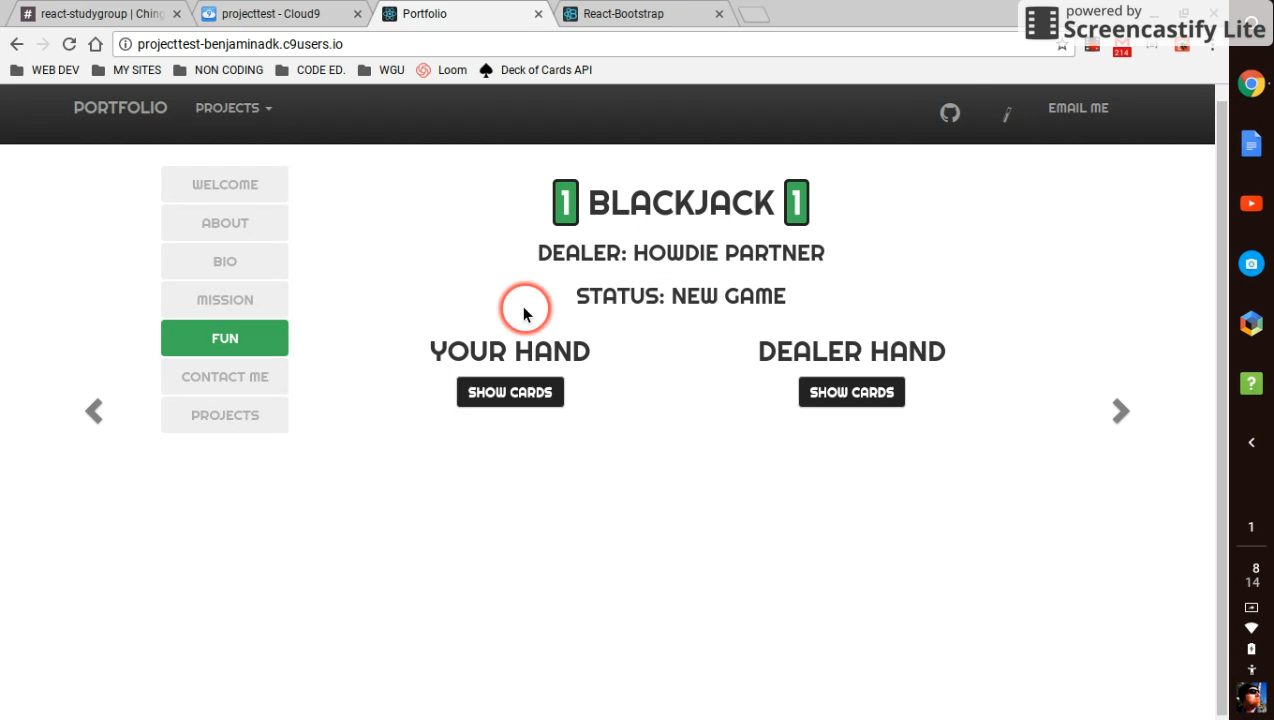 react-studygroup | Ching
projecttest - Cloud9
Portfolio
React-Bootstrap
powered by
Screencastify Lite
projecttest-benjaminadk.c9users.io
214
WEB DEV
MY SITES
NON CODING
CODE ED.
WGU
Loom
Deck of Cards API
PORTFOLIO
PROJECTS
EMAIL ME
WELCOME
ABOUT
BIO
MISSION
FUN
CONTACT ME
PROJECTS
1 BLACKJACK 1
DEALER: HOWDIE PARTNER
STATUS: NEW GAME
YOUR HAND
DEALER HAND
SHOW CARDS
SHOW CARDS
1
8
14